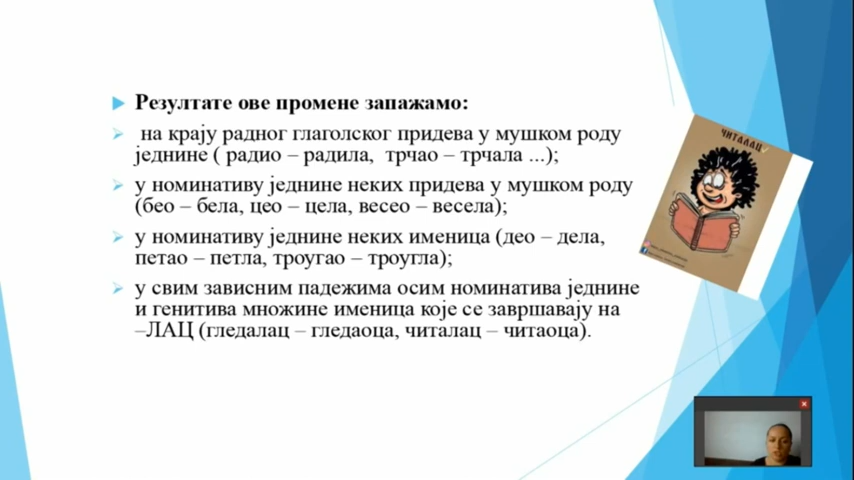 Резултате ове промене запажамо:
на крају радног глаголског придева у мушком роду
једнине ( радио – радила, трчао – трчала ...);
у номинативу једнине неких придева у мушком роду
(бео – бела, цео – цела, весео – весела);
у номинативу једнине неких именица (део – дела,
петао – петла, троугао – троугла);
у свим зависним падежима осим номинатива једнине
и генитива множине именица које се завршавају на
–ЛАЦ (гледалац – гледаоца, читалац – читаоца).
ЧИТАЛАЦ